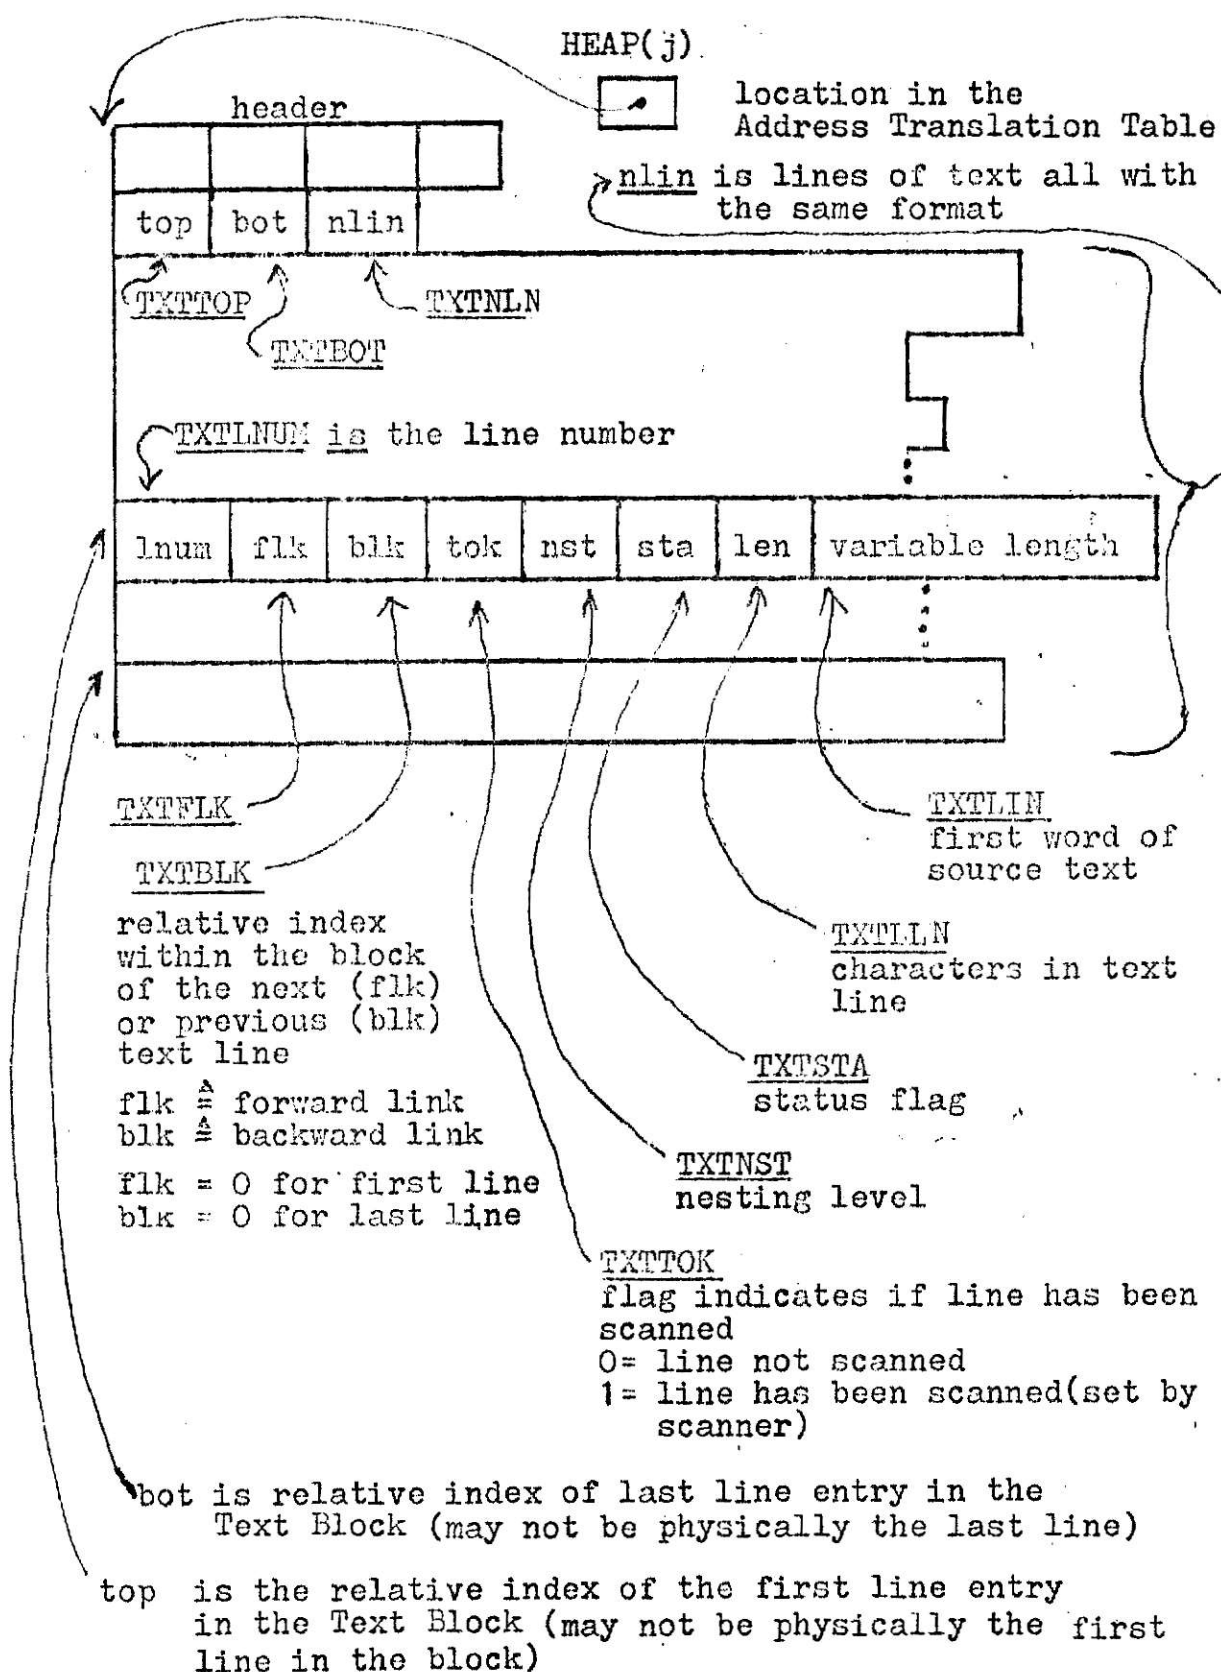 HEAP(j)
location in the
Address Translation Table
header
nlin is lines of text all with
the same format
top bot nlin
TXTTOP
TXTNLN
TXTBOT
TXTLNUM is the line number
lnum flk blk tok nst sta len variable length
TXTFLK
TXTBLK
relative index
within the block
of the next (flk)
or previous (blk)
text line
flk ≙ forward link
blk ≙ backward link
flk = 0 for first line
blk = 0 for last line
TXTLIN
first word of
source text
TXTLLN
characters in text
line
TXTSTA
status flag
TXTNST
nesting level
TXTTOK
flag indicates if line has been
scanned
0= line not scanned
1= line has been scanned(set by
scanner)
bot is relative index of last line entry in the
Text Block (may not be physically the last line)
top is the relative index of the first line entry
in the Text Block (may not be physically the first
line in the block)